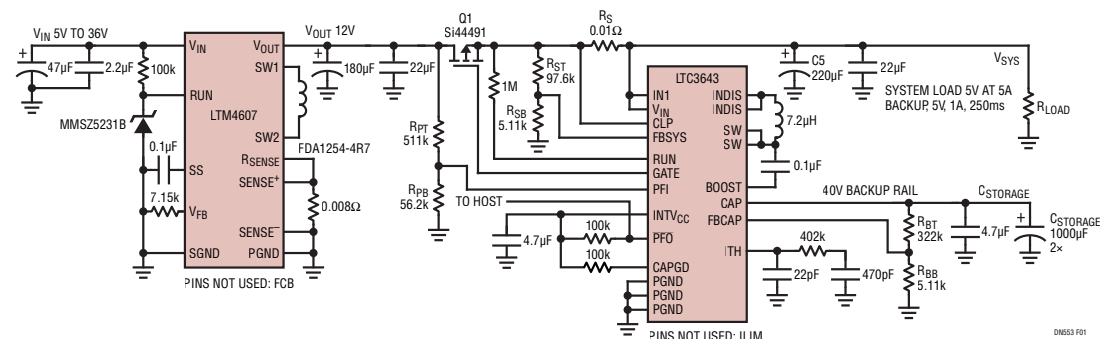 VIN 5V TO 36V
47µF
2.2µF
100k
MMSZ5231B
0.1µF
7.15k
VIN
RUN
SS
VFB
SGND
LTM4607
VOUT
SW1
SW2
RSENSE
SENSE+
SENSE–
PGND
PINS NOT USED: FCB
VOUT 12V
FDA1254-4R7
0.008Ω
180µF
22µF
Q1
Si44491
RPT
511k
RPB
56.2k
1M
RST
97.6k
RSB
5.11k
RS
0.01Ω
TO HOST
4.7µF
100k
100k
LTC3643
IN1
VIN
CLP
FBSYS
RUN
GATE
PFI
INTVCC
PFO
CAPGD
PGND
PGND
PGND
INDIS
INDIS
SW
SW
BOOST
CAP
FBCAP
ITH
PINS NOT USED: ILIM
7.2µH
0.1µF
C5
220µF
22µF
SYSTEM LOAD 5V AT 5A
BACKUP, 5V, 1A, 250ms
VSYS
RLOAD
40V BACKUP RAIL
CSTORAGE
402k
22pF
470pF
RBT
322k
RBB
5.11k
4.7µF
CSTORAGE
1000µF
2×
DN553 F01